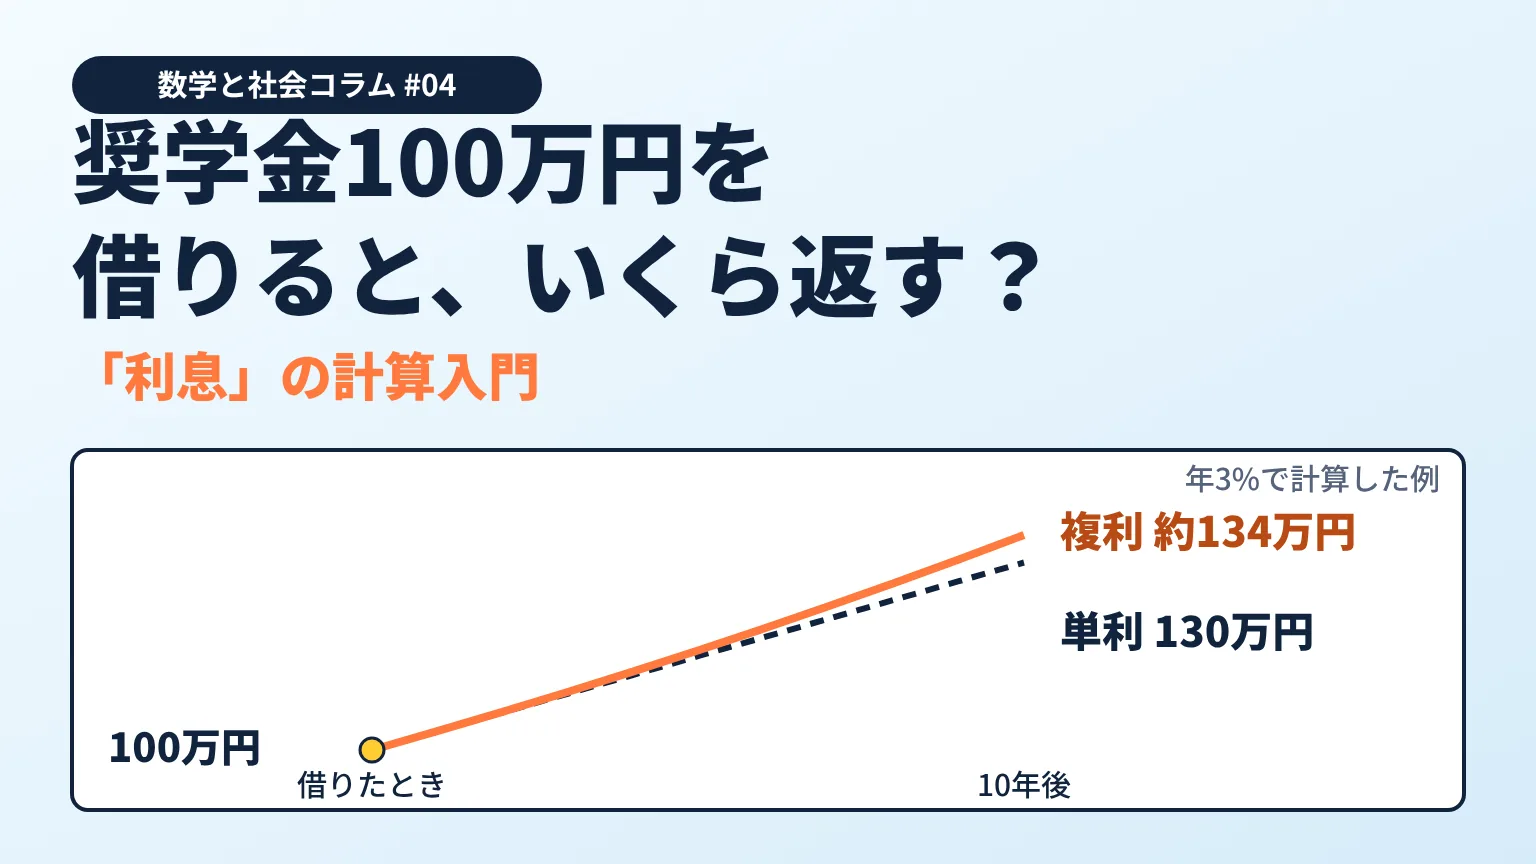 数学と社会コラム #04
奨学金100万円を
借りると、いくら返す？
「利息」の計算入門
年3%で計算した例
複利 約134万円
単利 130万円
100万円
借りたとき
10年後